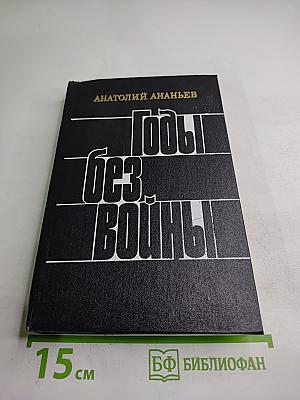 АНАТОЛИЙ АНАНЬЕВ
Годы
без
войны
15 см
БФ БИБЛИОФАН